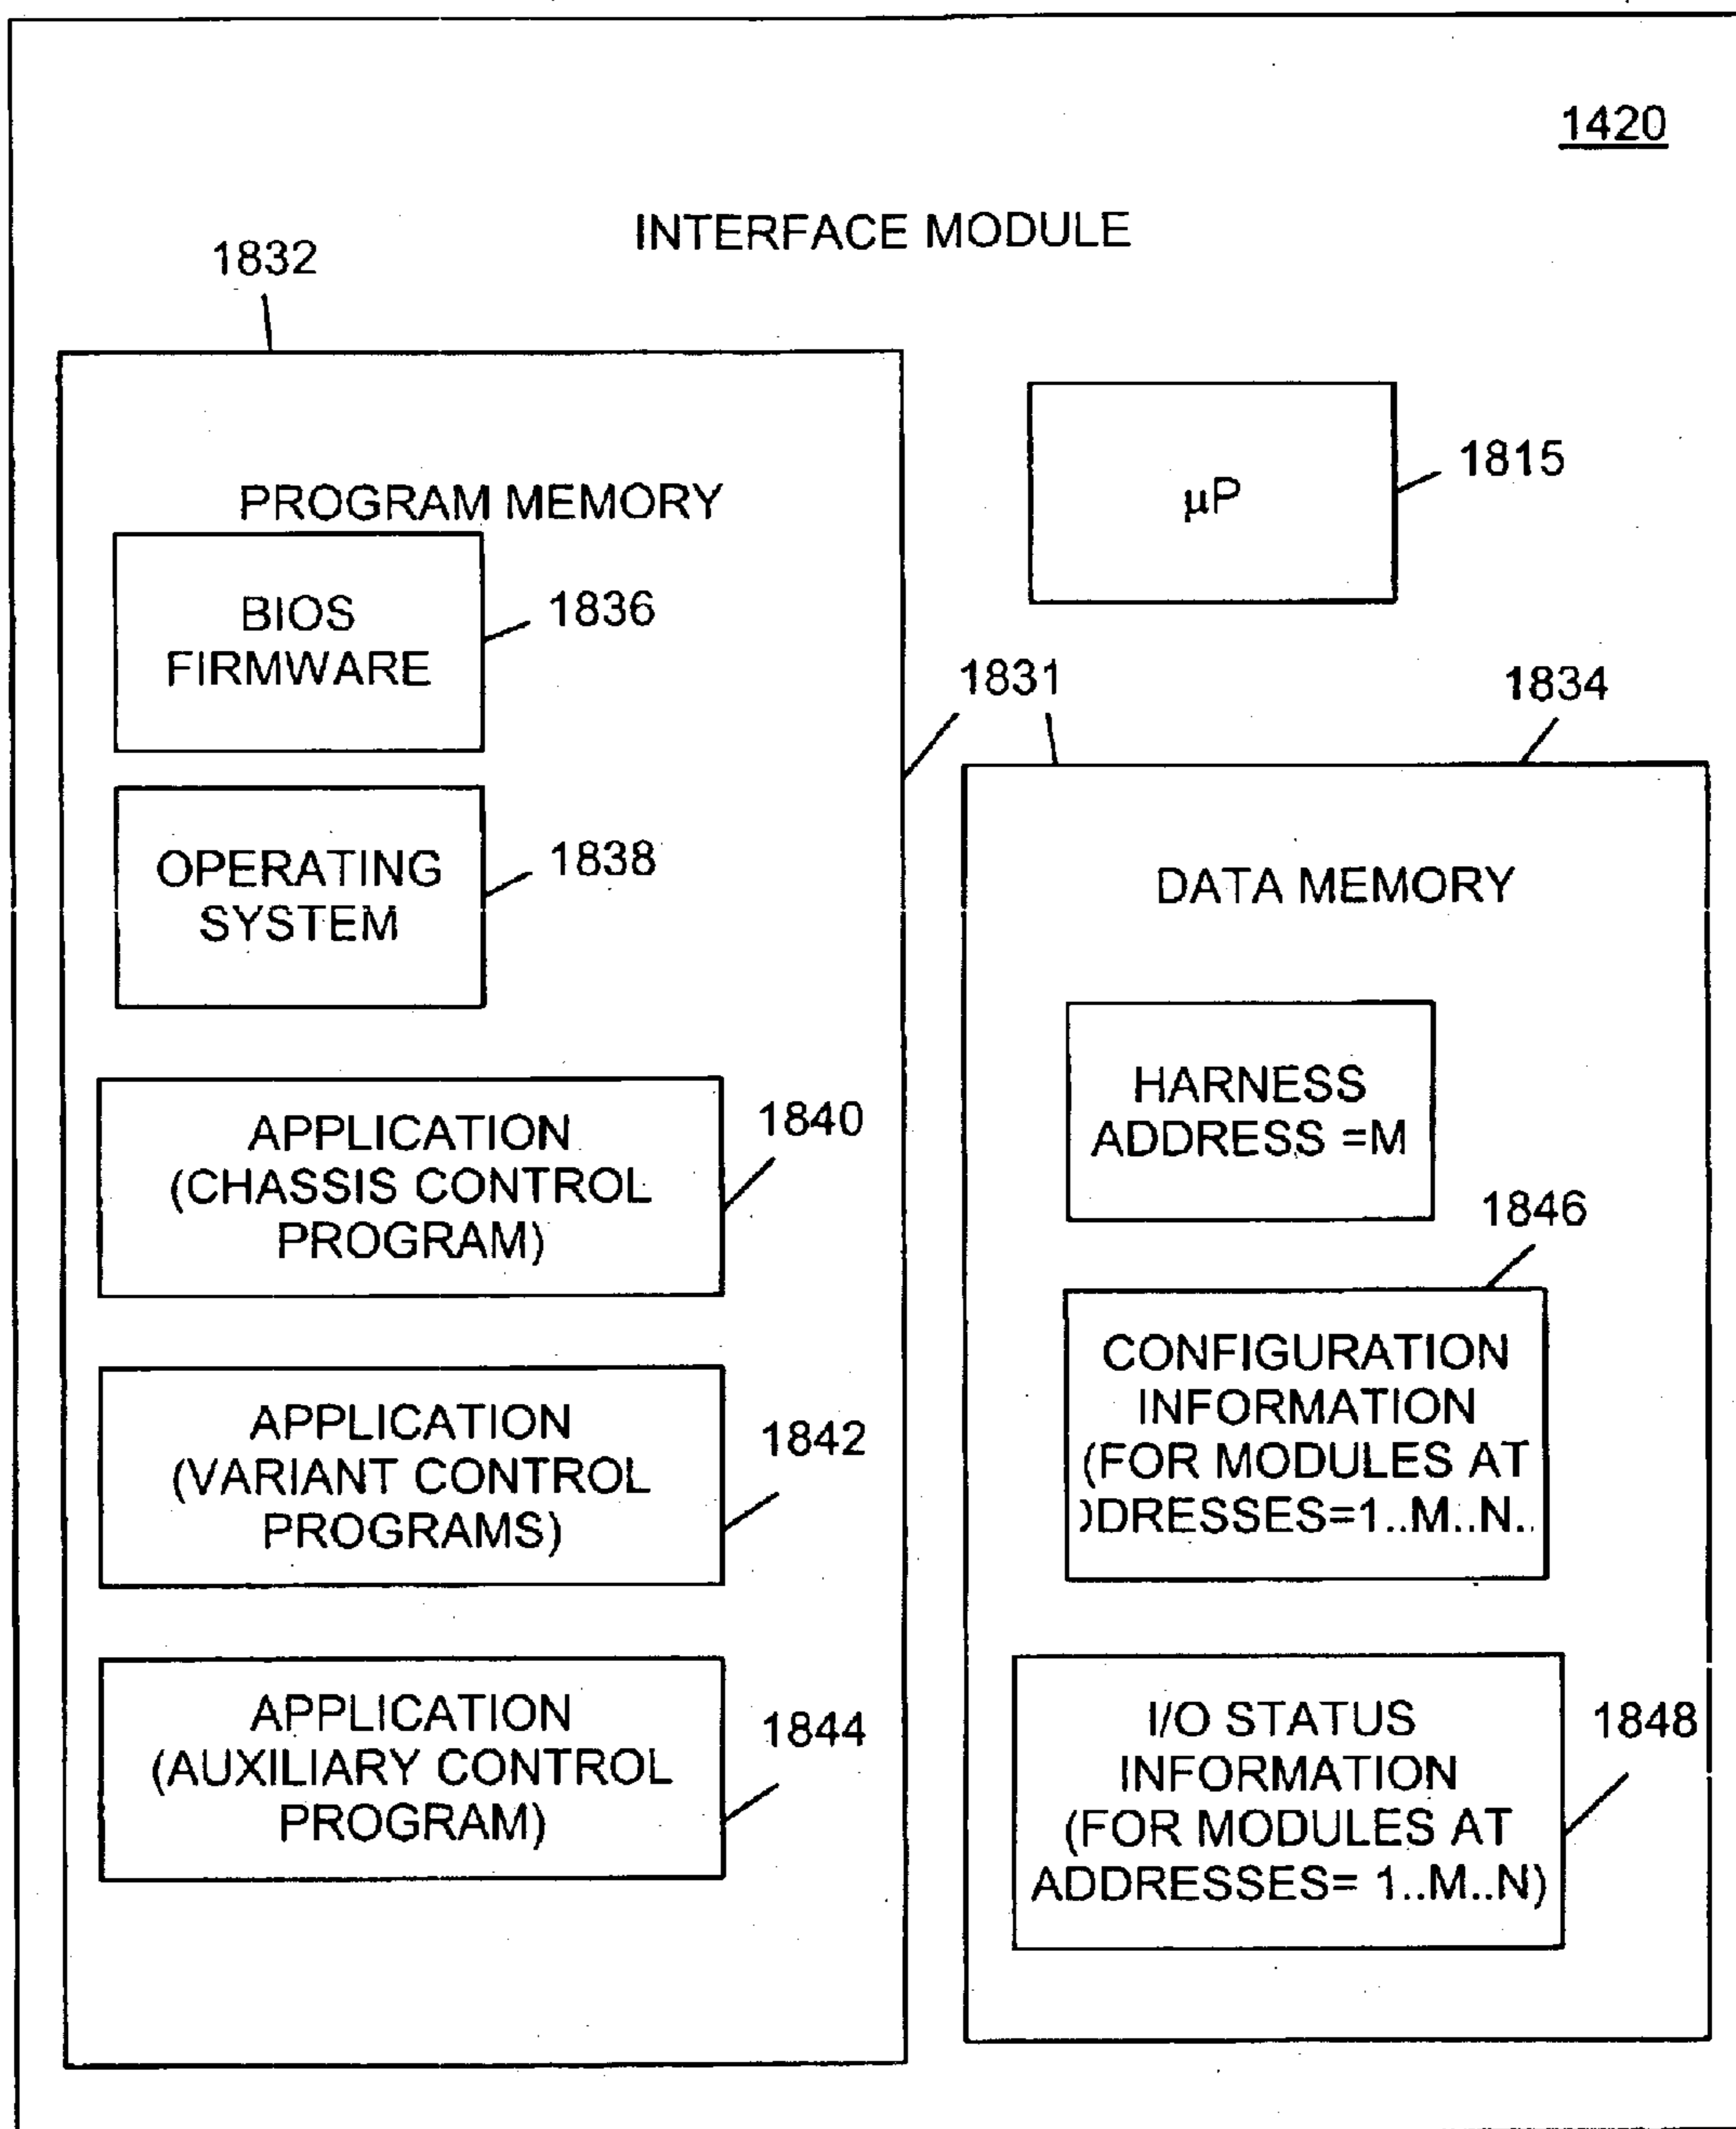 1420
INTERFACE MODULE
1832
PROGRAM MEMORY
BIOS
FIRMWARE
1836
OPERATING
SYSTEM
1838
APPLICATION
(CHASSIS CONTROL
PROGRAM)
1840
APPLICATION
(VARIANT CONTROL
PROGRAMS)
1842
APPLICATION
(AUXILIARY CONTROL
PROGRAM)
1844
µP
1815
1831
1834
DATA MEMORY
HARNESS
ADDRESS =M
1846
CONFIGURATION
INFORMATION
(FOR MODULES AT
DDRESSES=1..M..N..
I/O STATUS
INFORMATION
(FOR MODULES AT
ADDRESSES= 1..M..N)
1848